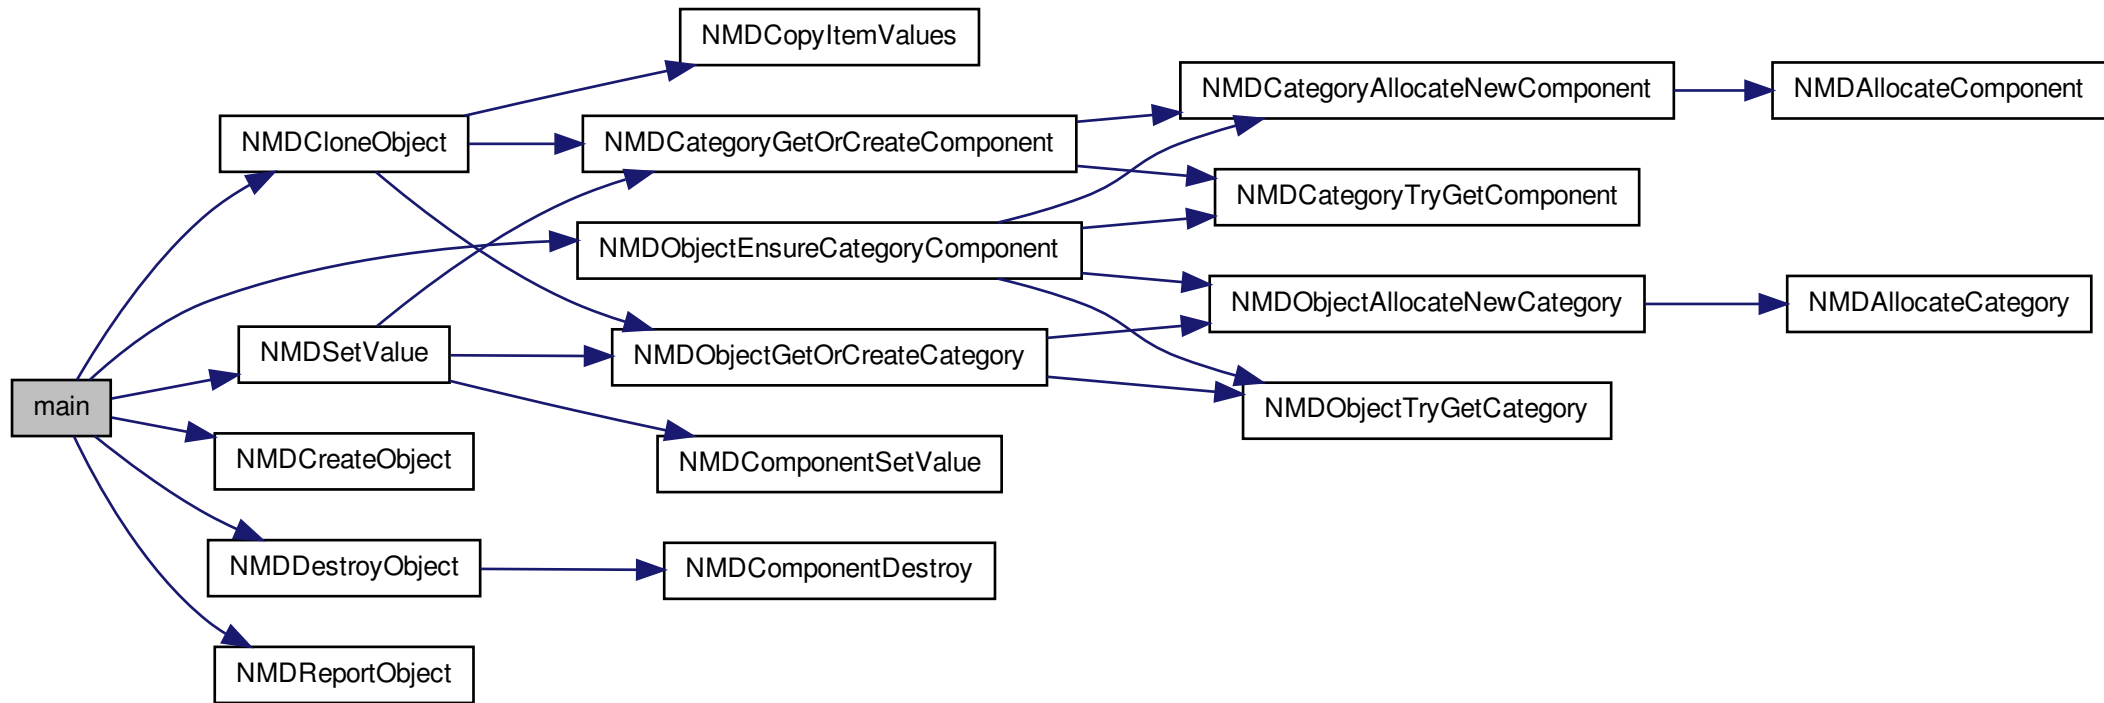 NMDCopyItemValues
NMDCategoryAllocateNewComponent
NMDAllocateComponent
NMDCloneObject
NMDCategoryGetOrCreateComponent
NMDCategoryTryGetComponent
NMDObjectEnsureCategoryComponent
NMDObjectAllocateNewCategory
NMDAllocateCategory
NMDSetValue
NMDObjectGetOrCreateCategory
main
NMDObjectTryGetCategory
NMDCreateObject
NMDComponentSetValue
NMDDestroyObject
NMDComponentDestroy
NMDReportObject